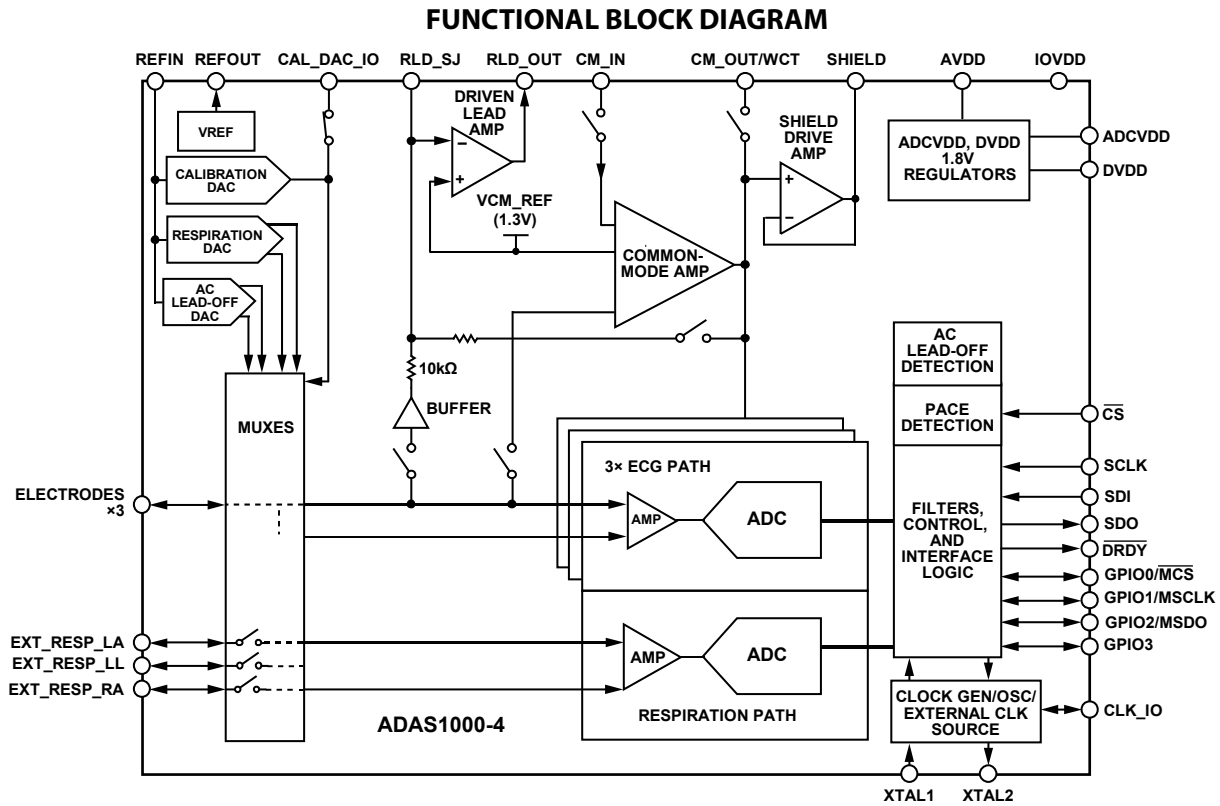 FUNCTIONAL BLOCK DIAGRAM
REFIN
REFOUT
CAL_DAC_IO
RLD_SJ
RLD_OUT
CM_IN
CM_OUT/WCT
SHIELD
AVDD
IOVDD
VREF
DRIVEN
LEAD
AMP
SHIELD
DRIVE
AMP
ADCVDD, DVDD
1.8V
REGULATORS
ADCVDD
DVDD
CALIBRATION
DAC
–
+
+
–
VCM_REF
(1.3V)
RESPIRATION
DAC
COMMON-
MODE AMP
AC
LEAD-OFF
DAC
10kΩ
BUFFER
AC
LEAD-OFF
DETECTION
PACE
DETECTION
MUXES
3× ECG PATH
ELECTRODES
×3
AMP
ADC
FILTERS,
CONTROL,
AND
INTERFACE
LOGIC
C̅S̅
SCLK
SDI
SDO
D̅R̅D̅Y̅
GPIO0/M̅C̅S̅
GPIO1/MSCLK
GPIO2/MSDO
GPIO3
EXT_RESP_LA
EXT_RESP_LL
EXT_RESP_RA
AMP
ADC
RESPIRATION PATH
ADAS1000-4
CLOCK GEN/OSC/
EXTERNAL CLK
SOURCE
CLK_IO
XTAL1
XTAL2